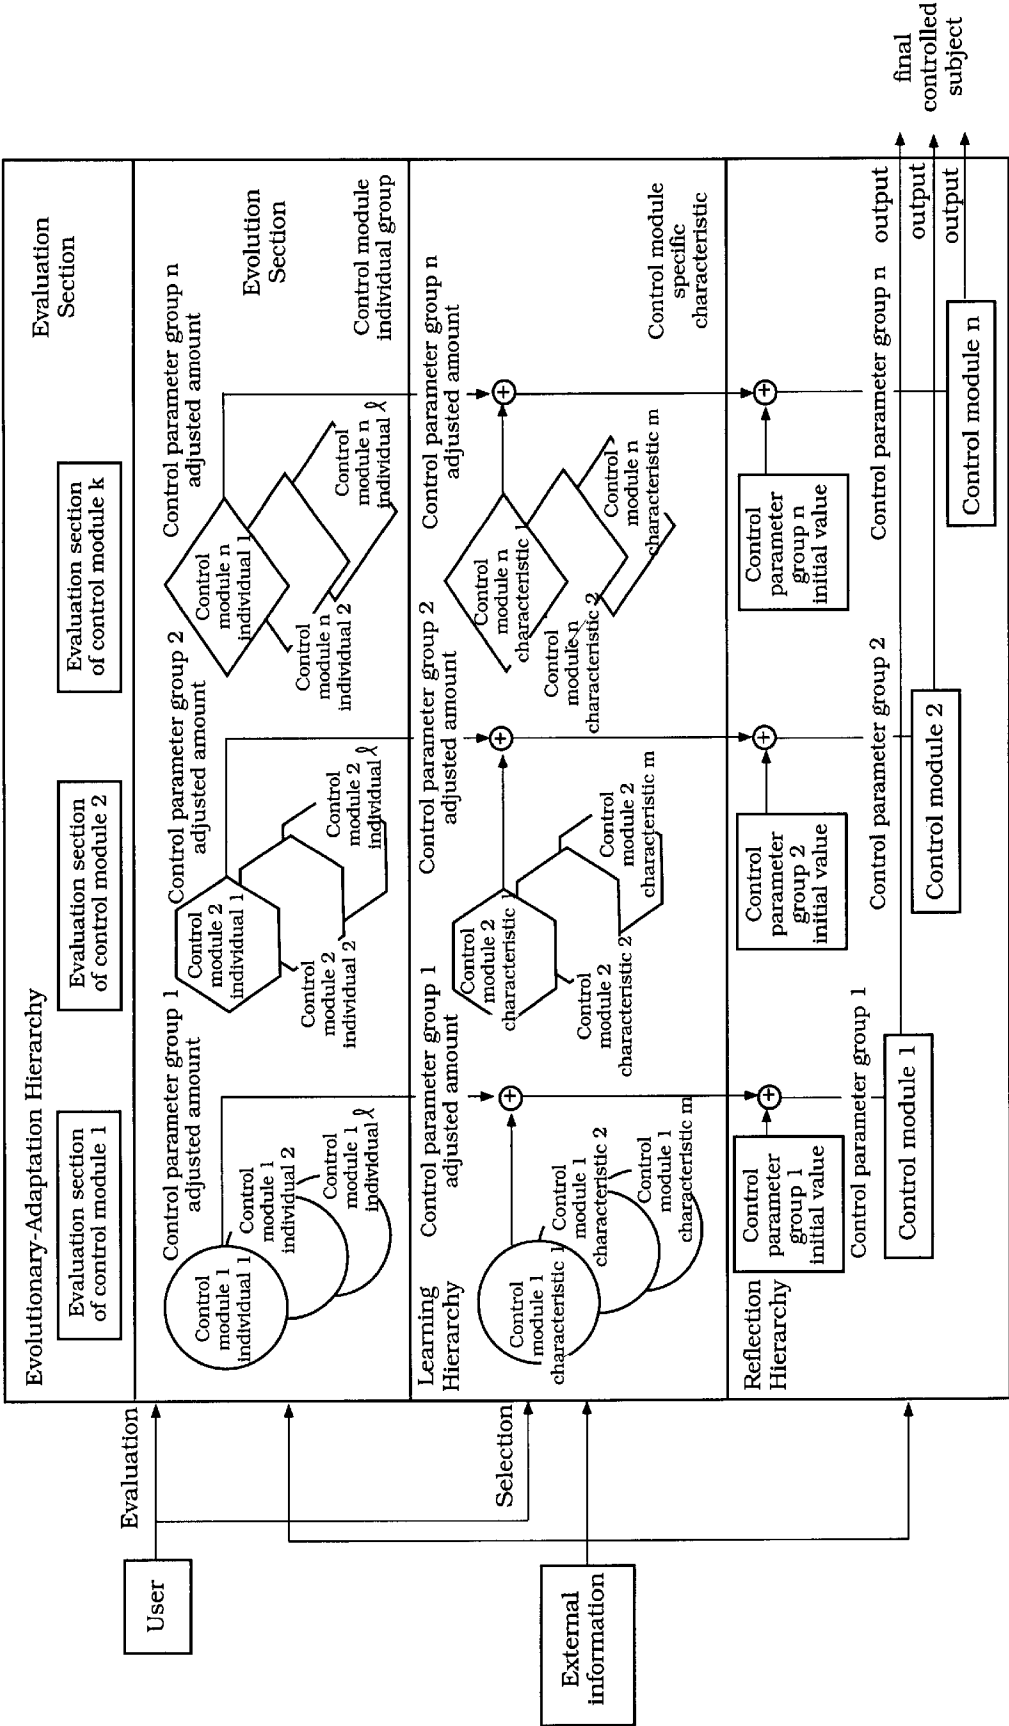 Evolutionary-Adaptation Hierarchy
Evaluation
Section
Evaluation section
of control module 1
Evaluation section
of control module 2
Evaluation section
of control module k
Evaluation
User
Control parameter group 1
adjusted amount
Control parameter group 2
adjusted amount
Control parameter group n
adjusted amount
Evolution
Section
Control
module 1
individual 1
Control
module 1
individual 2
Control
module 1
individual ℓ
Control
module 2
individual 1
Control
module 2
individual 2
Control
module 2
individual ℓ
Control
module n
individual 1
Control
module n
individual 2
Control
module n
individual ℓ
Control module
individual group
Learning
Hierarchy
Selection
External
information
Control parameter group 1
adjusted amount
Control parameter group 2
adjusted amount
Control parameter group n
adjusted amount
Control
module 1
characteristic 1
Control
module 1
characteristic 2
Control
module 1
characteristic m
Control
module 2
characteristic 1
Control
module 2
characteristic 2
Control
module 2
characteristic m
Control
module n
characteristic 1
Control
module n
characteristic 2
Control
module n
characteristic m
Control module
specific
characteristic
Reflection
Hierarchy
Control
parameter
group 1
initial value
Control
parameter
group 2
initial value
Control
parameter
group n
initial value
Control parameter group 1
Control parameter group 2
Control parameter group n
Control module 1
Control module 2
Control module n
output
output
output
final
controlled
subject